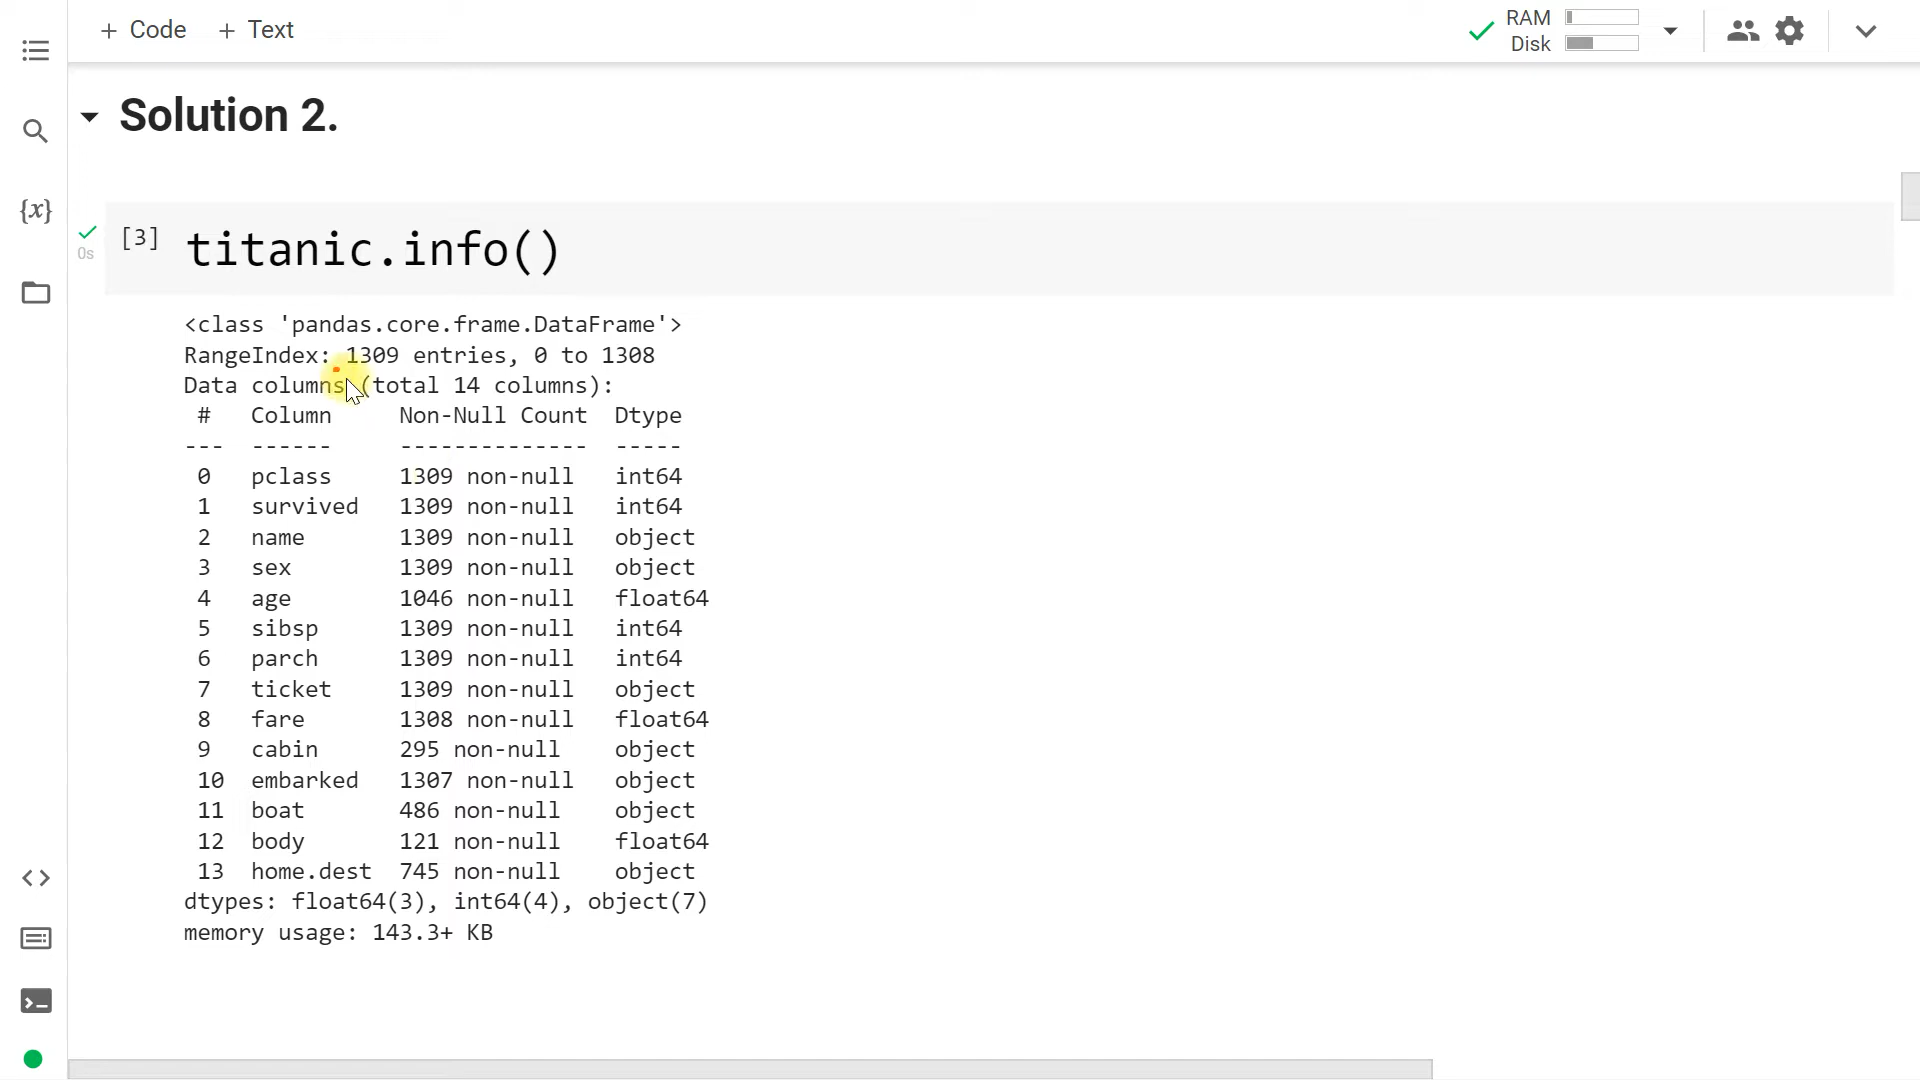 + Code + Text
RAM
Disk
Solution 2.
{x}
[3] titanic.info()
0s
<class 'pandas.core.frame.DataFrame'>
RangeIndex: 1309 entries, 0 to 1308
Data columns (total 14 columns):
# Column Non-Null Count Dtype
--- ------ -------------- -----
0 pclass 1309 non-null int64
1 survived 1309 non-null int64
2 name 1309 non-null object
3 sex 1309 non-null object
4 age 1046 non-null float64
5 sibsp 1309 non-null int64
6 parch 1309 non-null int64
7 ticket 1309 non-null object
8 fare 1308 non-null float64
9 cabin 295 non-null object
10 embarked 1307 non-null object
11 boat 486 non-null object
12 body 121 non-null float64
13 home.dest 745 non-null object
dtypes: float64(3), int64(4), object(7)
memory usage: 143.3+ KB